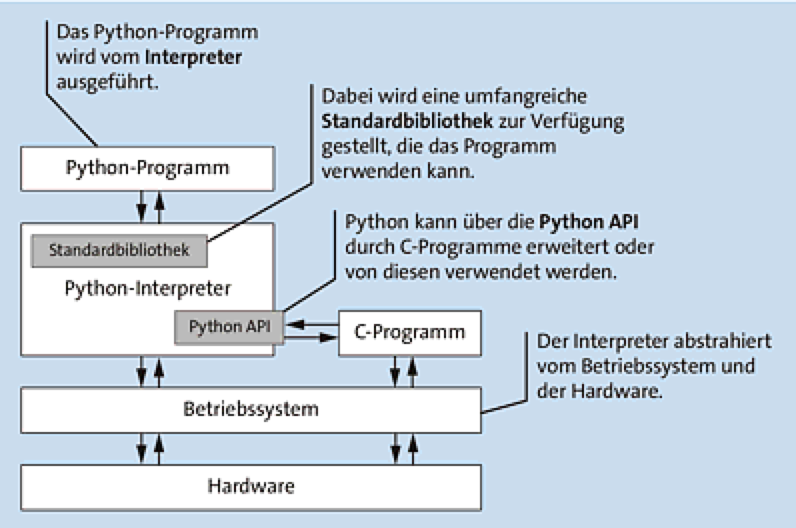 Das Python-Programm
wird vom Interpreter
ausgeführt.
Dabei wird eine umfangreiche
Standardbibliothek zur Verfügung
gestellt, die das Programm
verwenden kann.
Python-Programm
Python kann über die Python API
durch C-Programme erweitert oder
von diesen verwendet werden.
Standardbibliothek
Python-Interpreter
Python API
C-Programm
Der Interpreter abstrahiert
vom Betriebssystem und
der Hardware.
Betriebssystem
Hardware